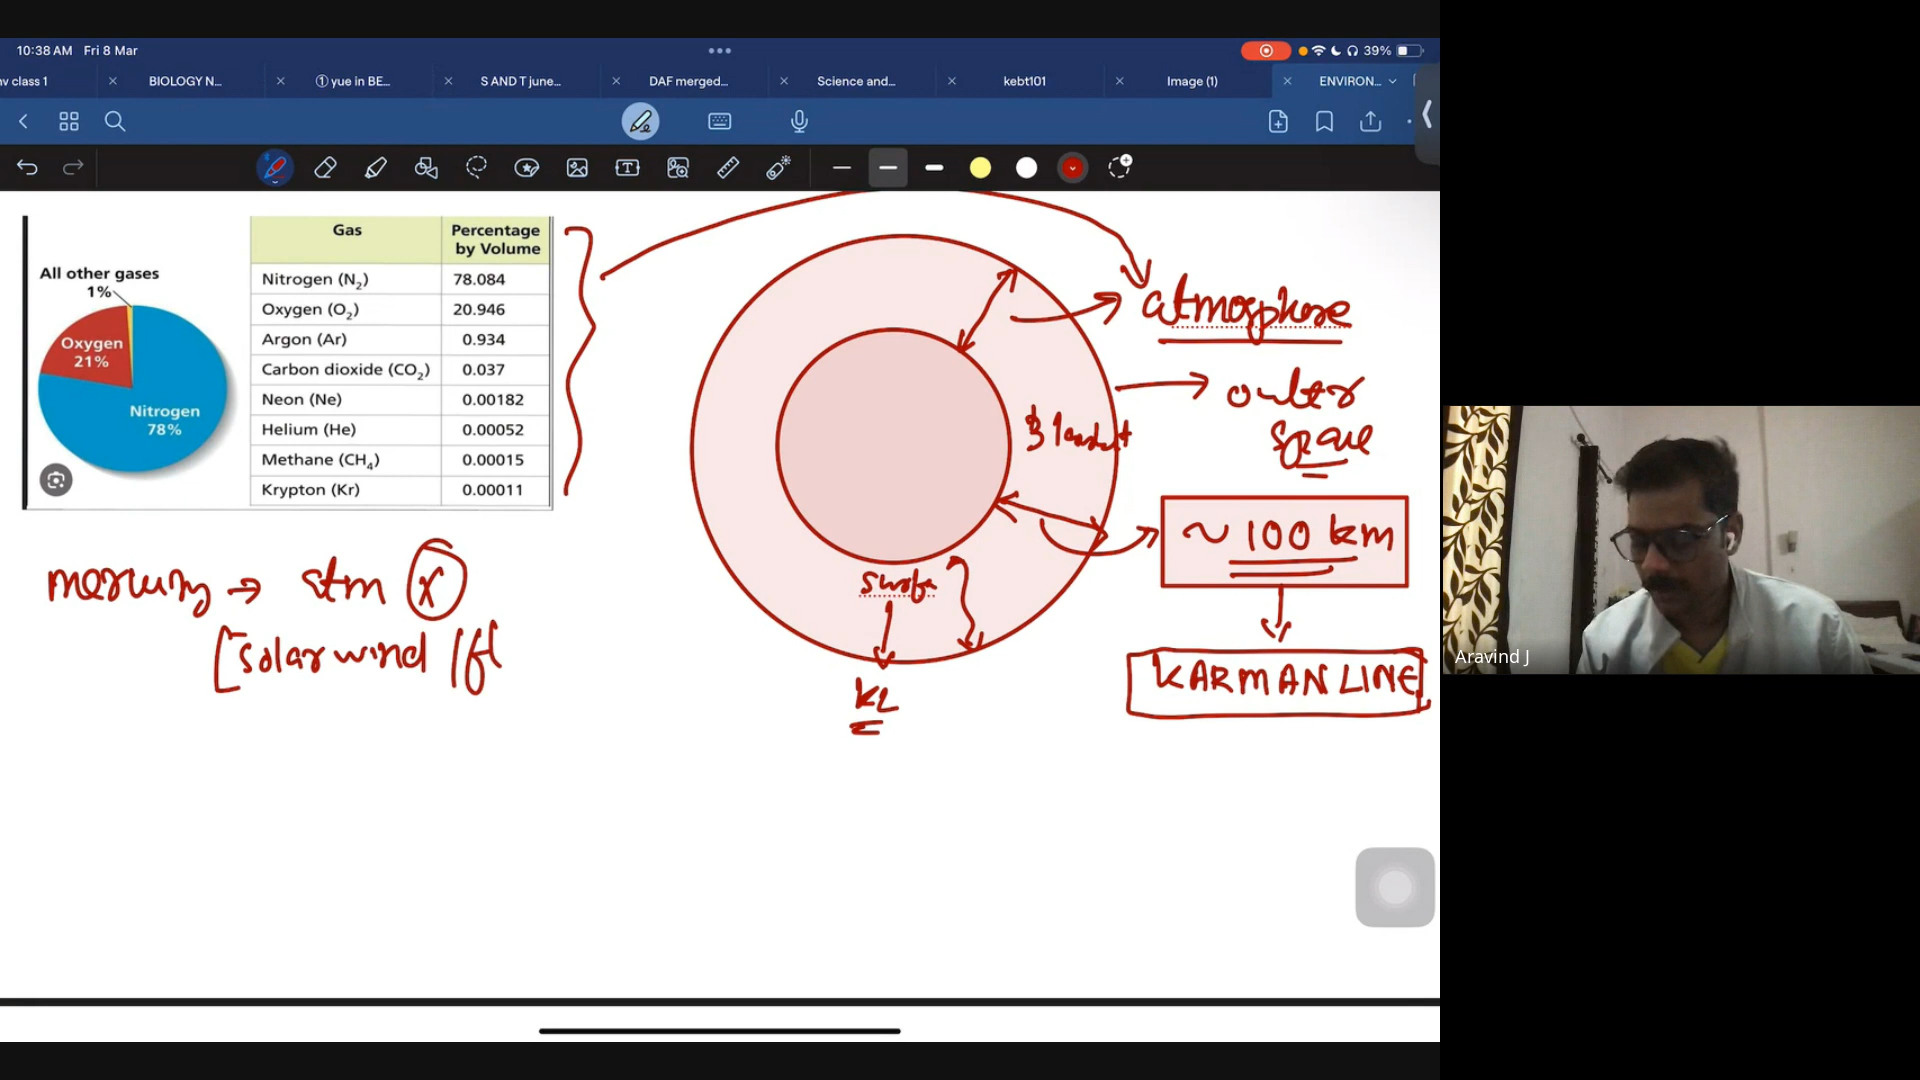 10:38 AM Fri 8 Mar
39%
nv class 1
BIOLOGY N...
① yue in BE...
S AND T june...
DAF merged...
Science and...
kebt101
Image (1)
ENVIRON...
All other gases
1%
Oxygen
21%
Nitrogen
78%
Gas Percentage by Volume
Nitrogen (N₂) 78.084
Oxygen (O₂) 20.946
Argon (Ar) 0.934
Carbon dioxide (CO₂) 0.037
Neon (Ne) 0.00182
Helium (He) 0.00052
Methane (CH₄) 0.00015
Krypton (Kr) 0.00011
atmosphere
outer
space
~ 100 km
KARMAN LINE
KL
mercury → atm (x)
[Solar wind /
Aravind J